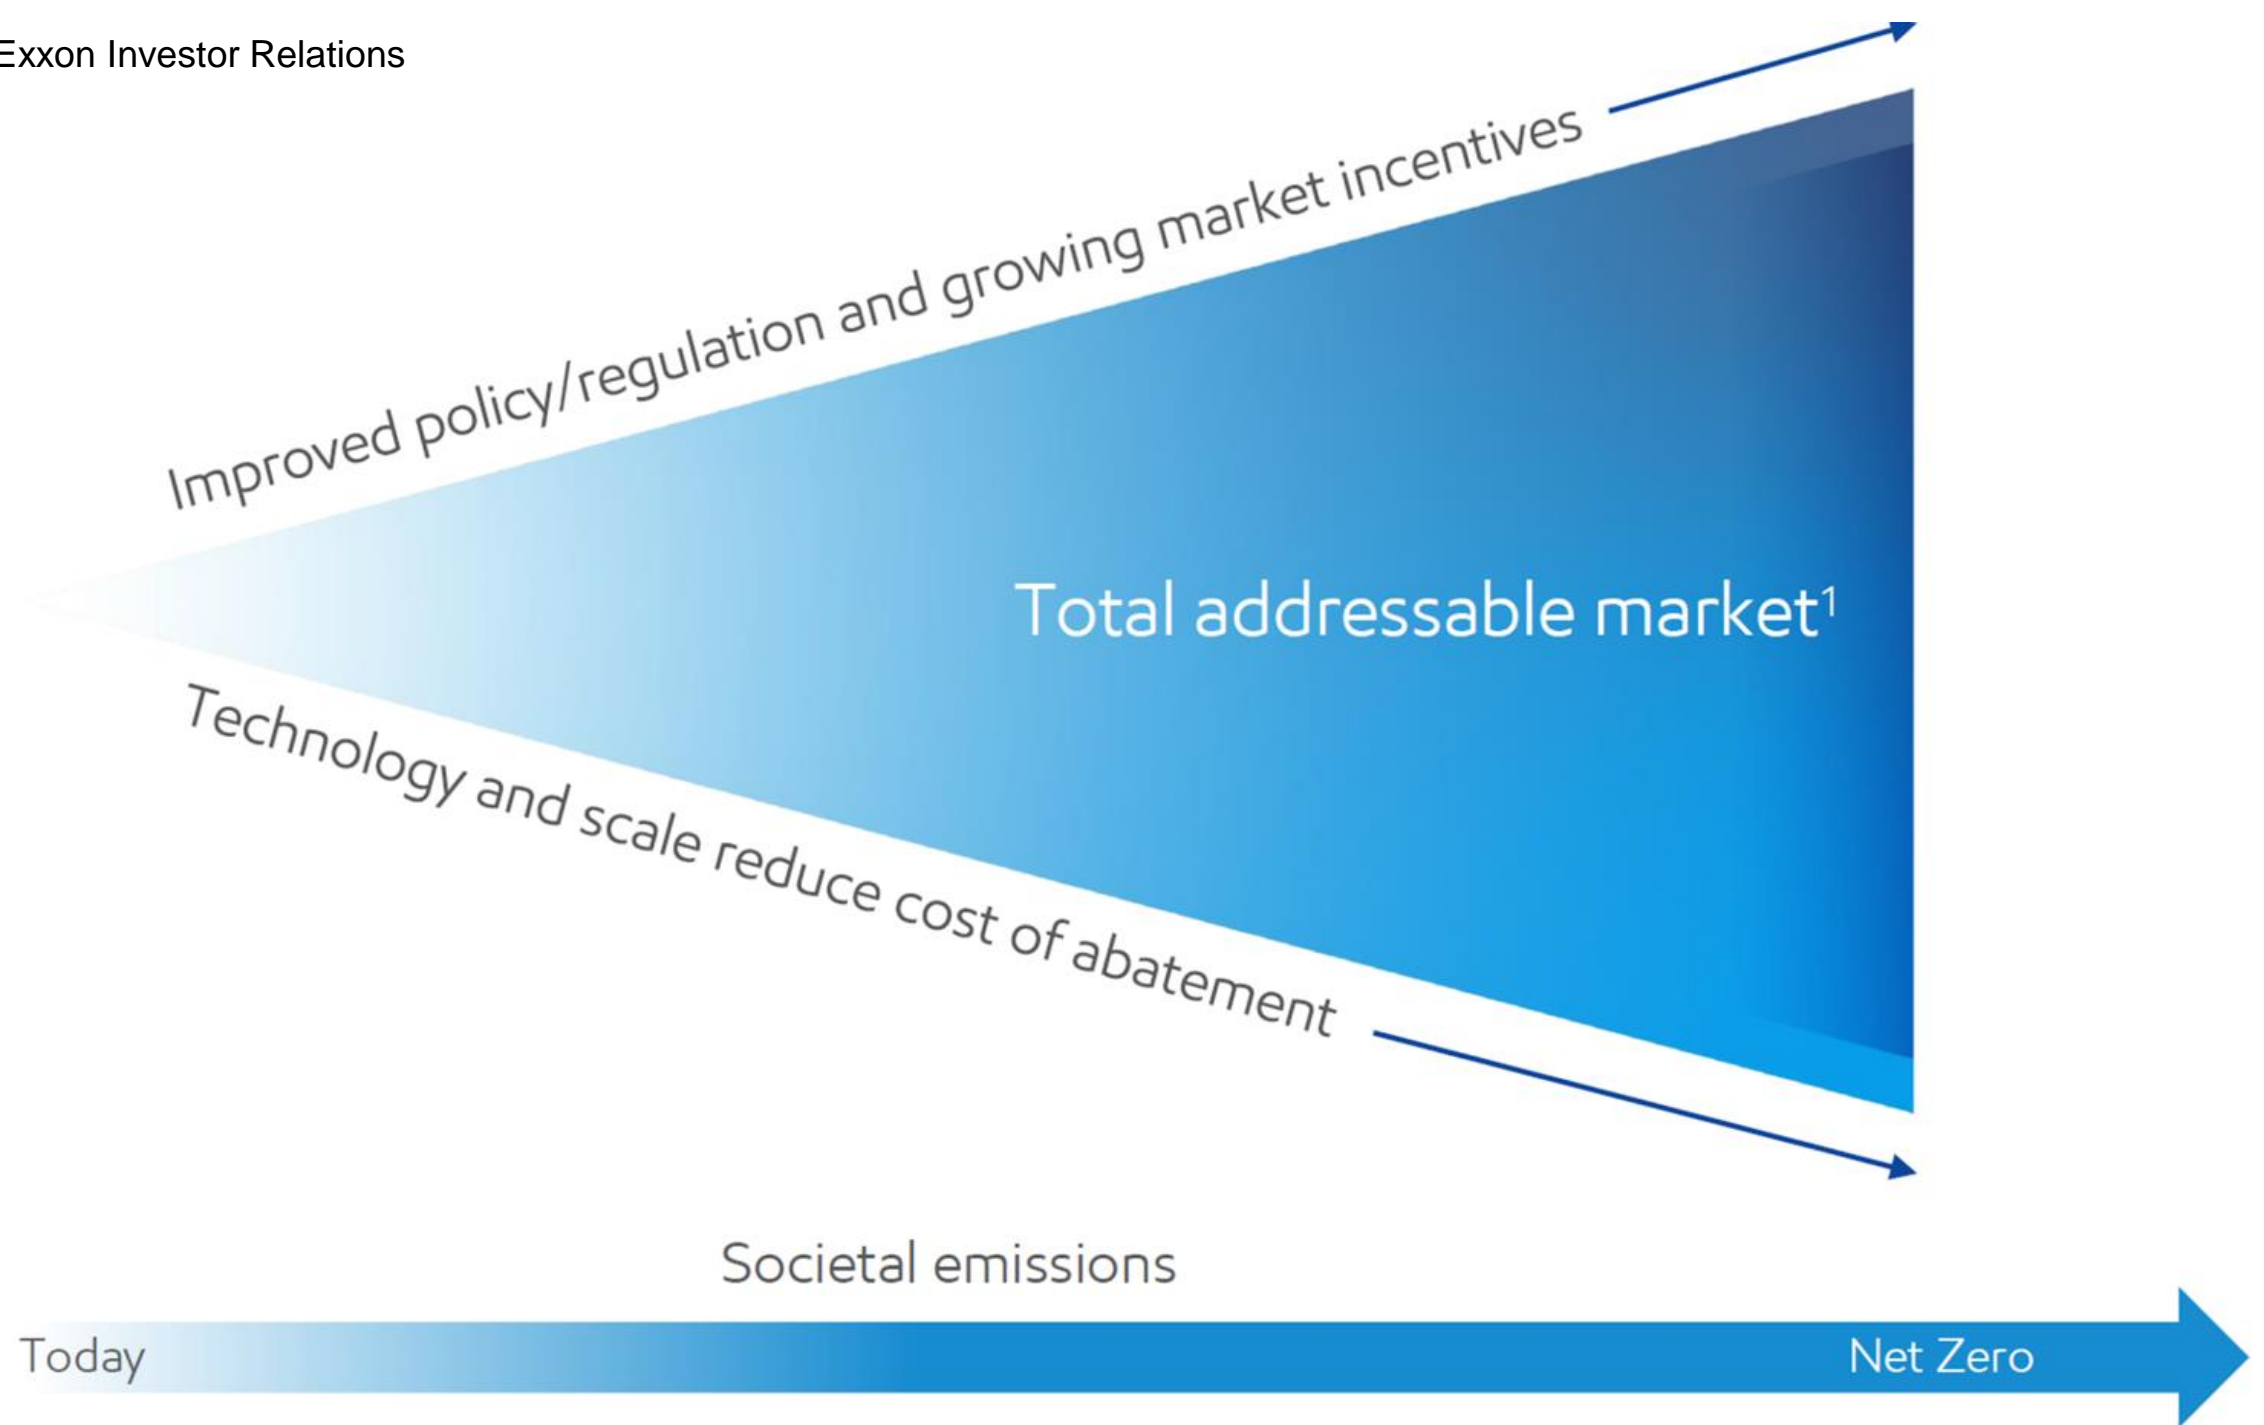 Exxon Investor Relations
Improved policy/regulation and growing market incentives
Total addressable market¹
Technology and scale reduce cost of abatement
Societal emissions
Today
Net Zero